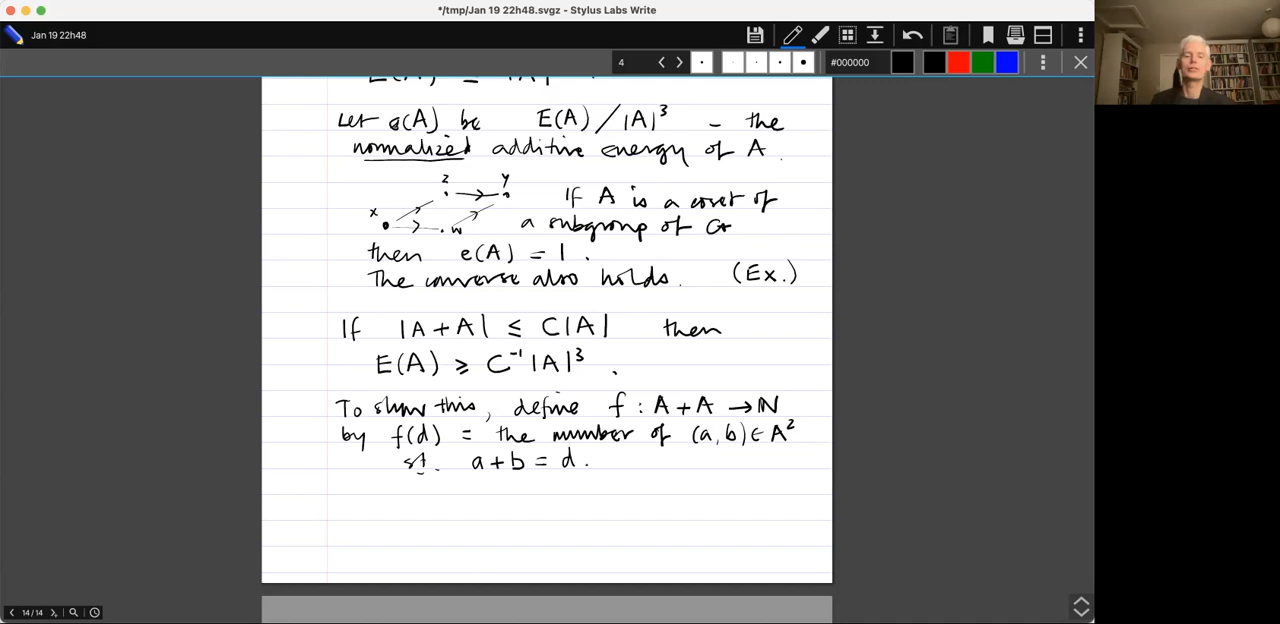 */tmp/Jan 19 22h48.svgz - Stylus Labs Write
Jan 19 22h48
4
#000000
Let e(A) be E(A)/|A|³ – the
normalized additive energy of A.
z y
x w
If A is a coset of
a subgroup of G
then e(A) = 1.
The converse also holds. (Ex.)
If |A+A| ≤ C|A| then
E(A) ≥ C⁻¹|A|³.
To show this, define f : A+A → ℕ
by f(d) = the number of (a,b) ∈ A²
st. a+b = d.
14/14